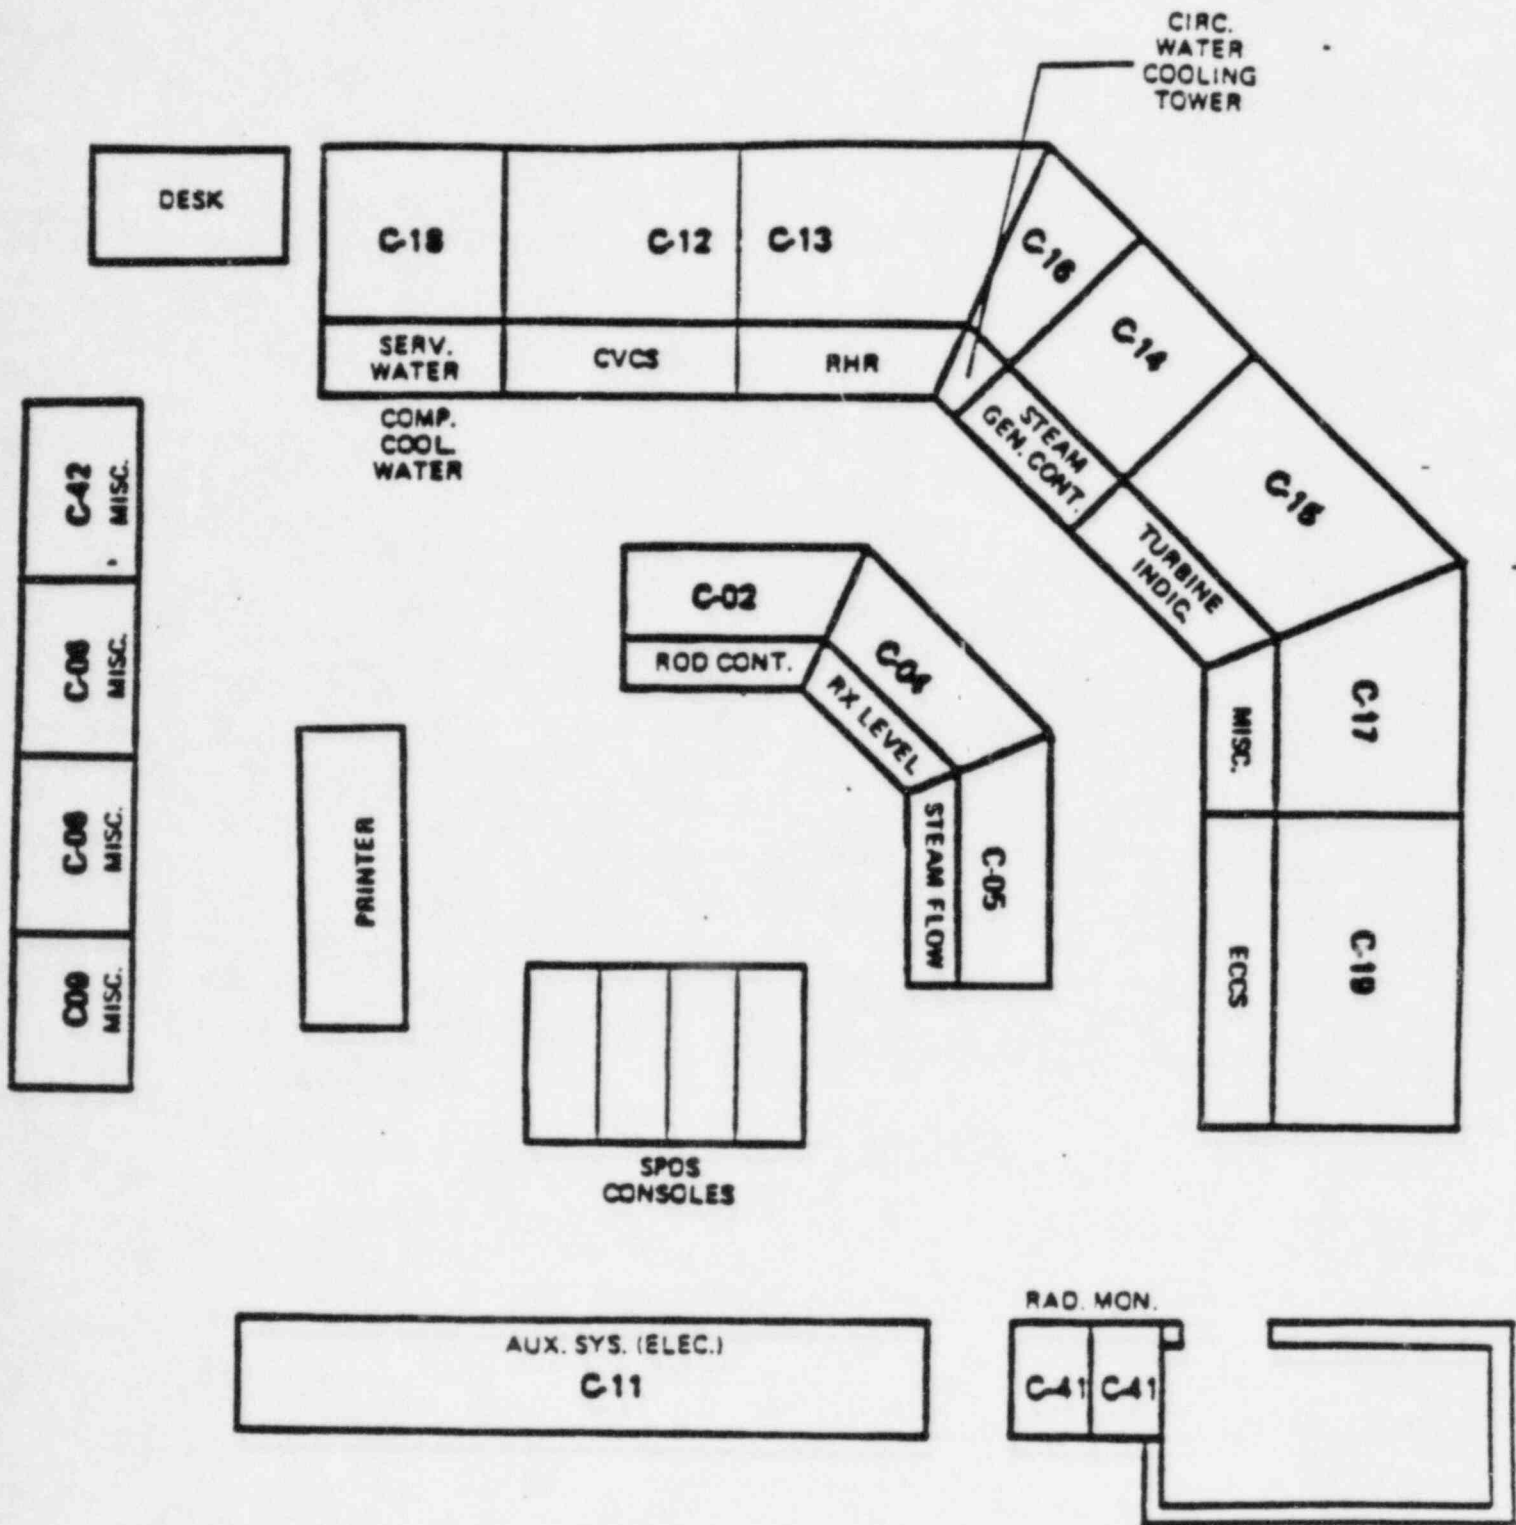 CIRC.
WATER
COOLING
TOWER
DESK
C-18
C-12
C-13
C-16
C-14
C-15
SERV.
WATER
CVCS
RHR
COMP.
COOL.
WATER
STEAM
GEN. CONT.
TURBINE
INDIC.
C-42
MISC.
MISC.
MISC.
C09
MISC.
C-02
ROD CONT.
C-04
RX LEVEL
STEAM FLOW
C-05
MISC.
C-17
ECCS
C-19
PRINTER
SPDS
CONSOLES
AUX. SYS. (ELEC.)
C-11
RAD. MON.
C-41 C-41